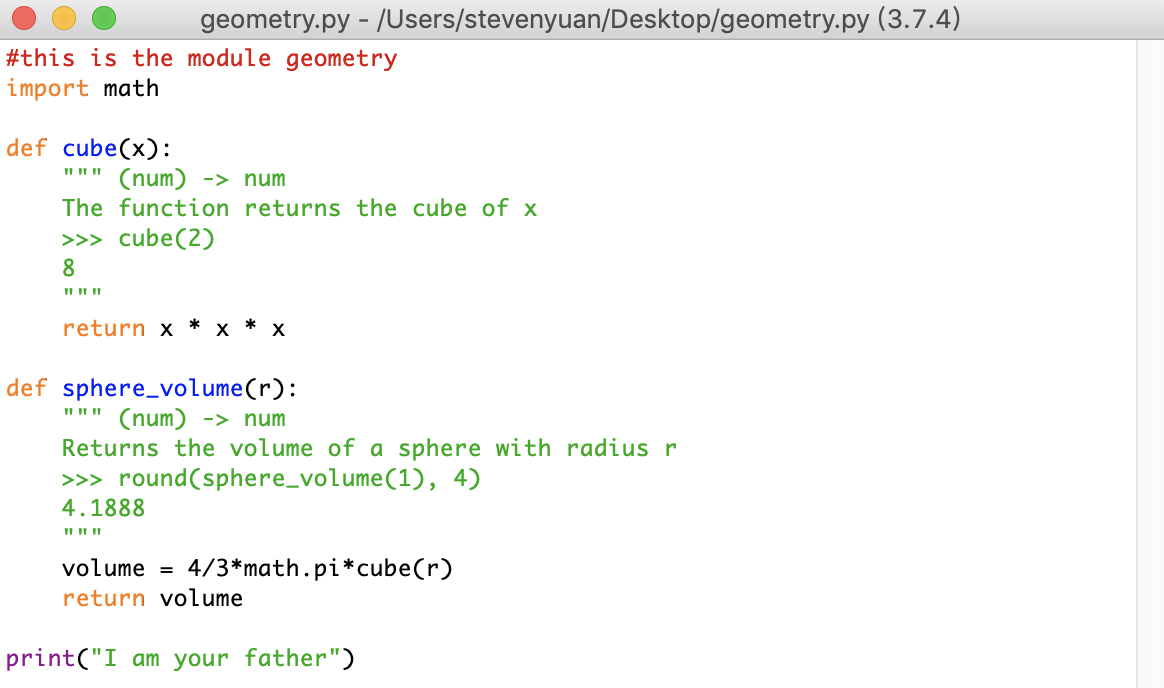 geometry.py - /Users/stevenyuan/Desktop/geometry.py (3.7.4)
#this is the module geometry
import math

def cube(x):
    """ (num) -> num
    The function returns the cube of x
    >>> cube(2)
    8
    """
    return x * x * x

def sphere_volume(r):
    """ (num) -> num
    Returns the volume of a sphere with radius r
    >>> round(sphere_volume(1), 4)
    4.1888
    """
    volume = 4/3*math.pi*cube(r)
    return volume

print("I am your father")